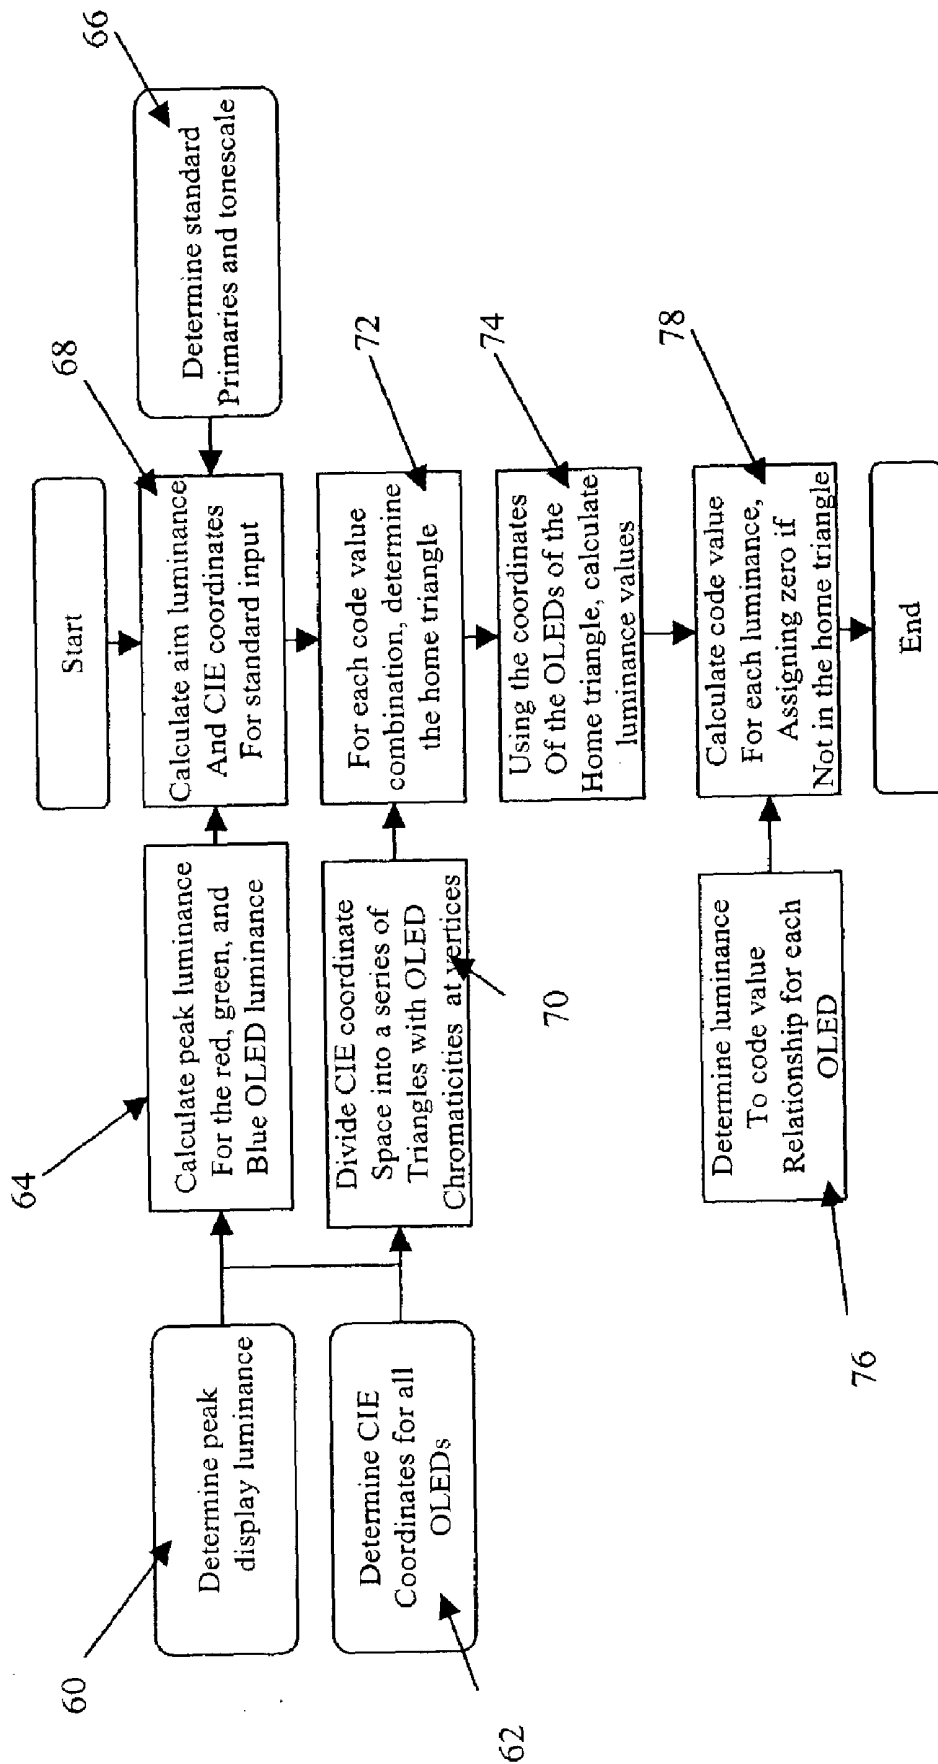 Start
68
Calculate aim luminance
And CIE coordinates
For standard input
66
Determine standard
Primaries and tonescale
64
Calculate peak luminance
For the red, green, and
Blue OLED luminance
60
Determine peak
display luminance
62
Determine CIE
Coordinates for all
OLEDs
70
Divide CIE coordinate
Space into a series of
Triangles with OLED
Chromaticities at vertices
72
For each code value
combination, determine
the home triangle
74
Using the coordinates
Of the OLEDs of the
Home triangle, calculate
luminance values
76
Determine luminance
To code value
Relationship for each
OLED
78
Calculate code value
For each luminance,
Assigning zero if
Not in the home triangle
End